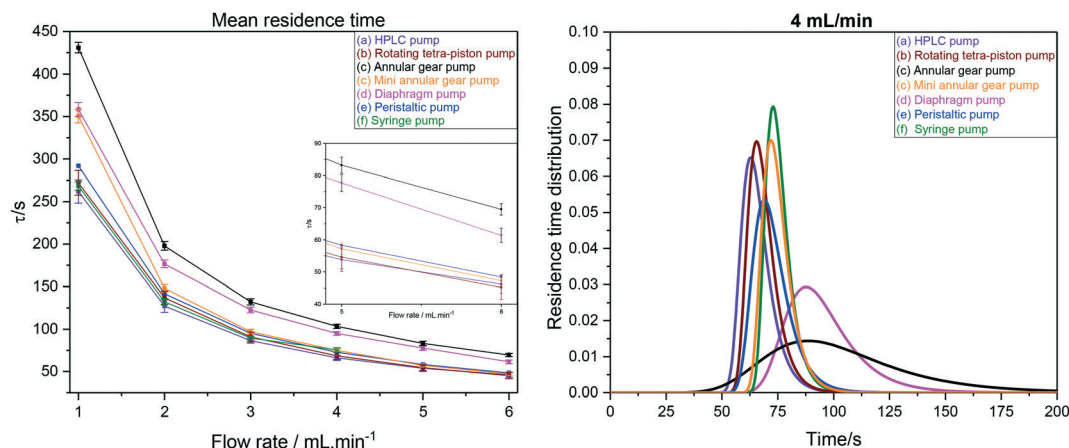 Mean residence time
450
400
350
300
250
200
150
100
50
τ/s
(a) HPLC pump
(b) Rotating tetra-piston pump
(c) Annular gear pump
(c) Mini annular gear pump
(d) Diaphragm pump
(e) Peristaltic pump
(f) Syringe pump
90
80
70
60
50
40
τ/s
5
6
Flow rate / mL.min⁻¹
1
2
3
4
5
6
Flow rate / mL.min⁻¹
4 mL/min
0.10
0.09
0.08
0.07
0.06
0.05
0.04
0.03
0.02
0.01
0.00
Residence time distribution
(a) HPLC pump
(b) Rotating tetra-piston pump
(c) Annular gear pump
(c) Mini annular gear pump
(d) Diaphragm pump
(e) Peristaltic pump
(f) Syringe pump
0
25
50
75
100
125
150
175
200
Time/s